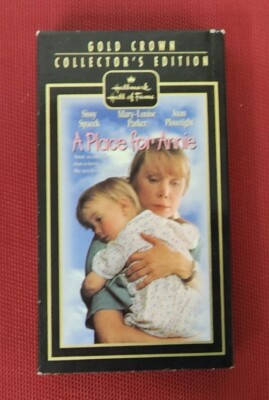 GOLD CROWN
COLLECTOR'S EDITION
Hallmark
Hall of Fame
Sissy Mary-Louise Joan
Spacek Parker Plowright
A Place for Annie